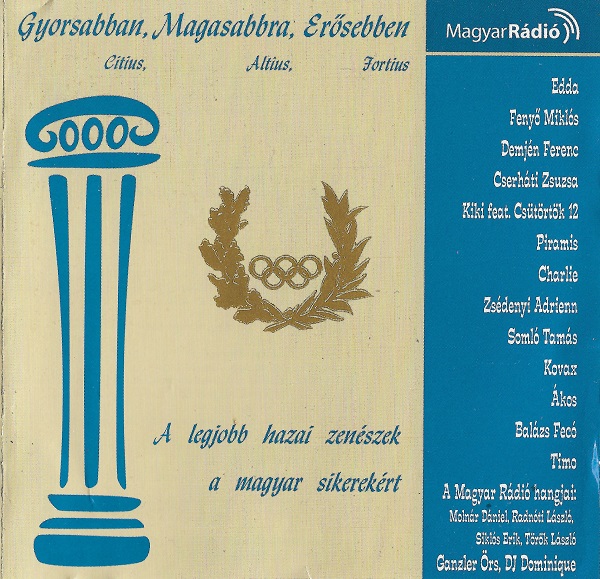 Gyorsabban, Magasabbra, Erősebben
Citius, Altius, Fortius
A legjobb hazai zenészek
a magyar sikerekért
MagyarRádió
Edda
Fenyő Miklós
Demjén Ferenc
Cserháti Zsuzsa
Kiki feat. Csütörtök 12
Piramis
Charlie
Zsédenyi Adrienn
Somló Tamás
Kovax
Ákos
Balázs Fecó
Timo
A Magyar Rádió hangjai:
Molnár Dániel, Radnóti László,
Siklós Erik, Török László
Ganzler Örs, DJ Dominique